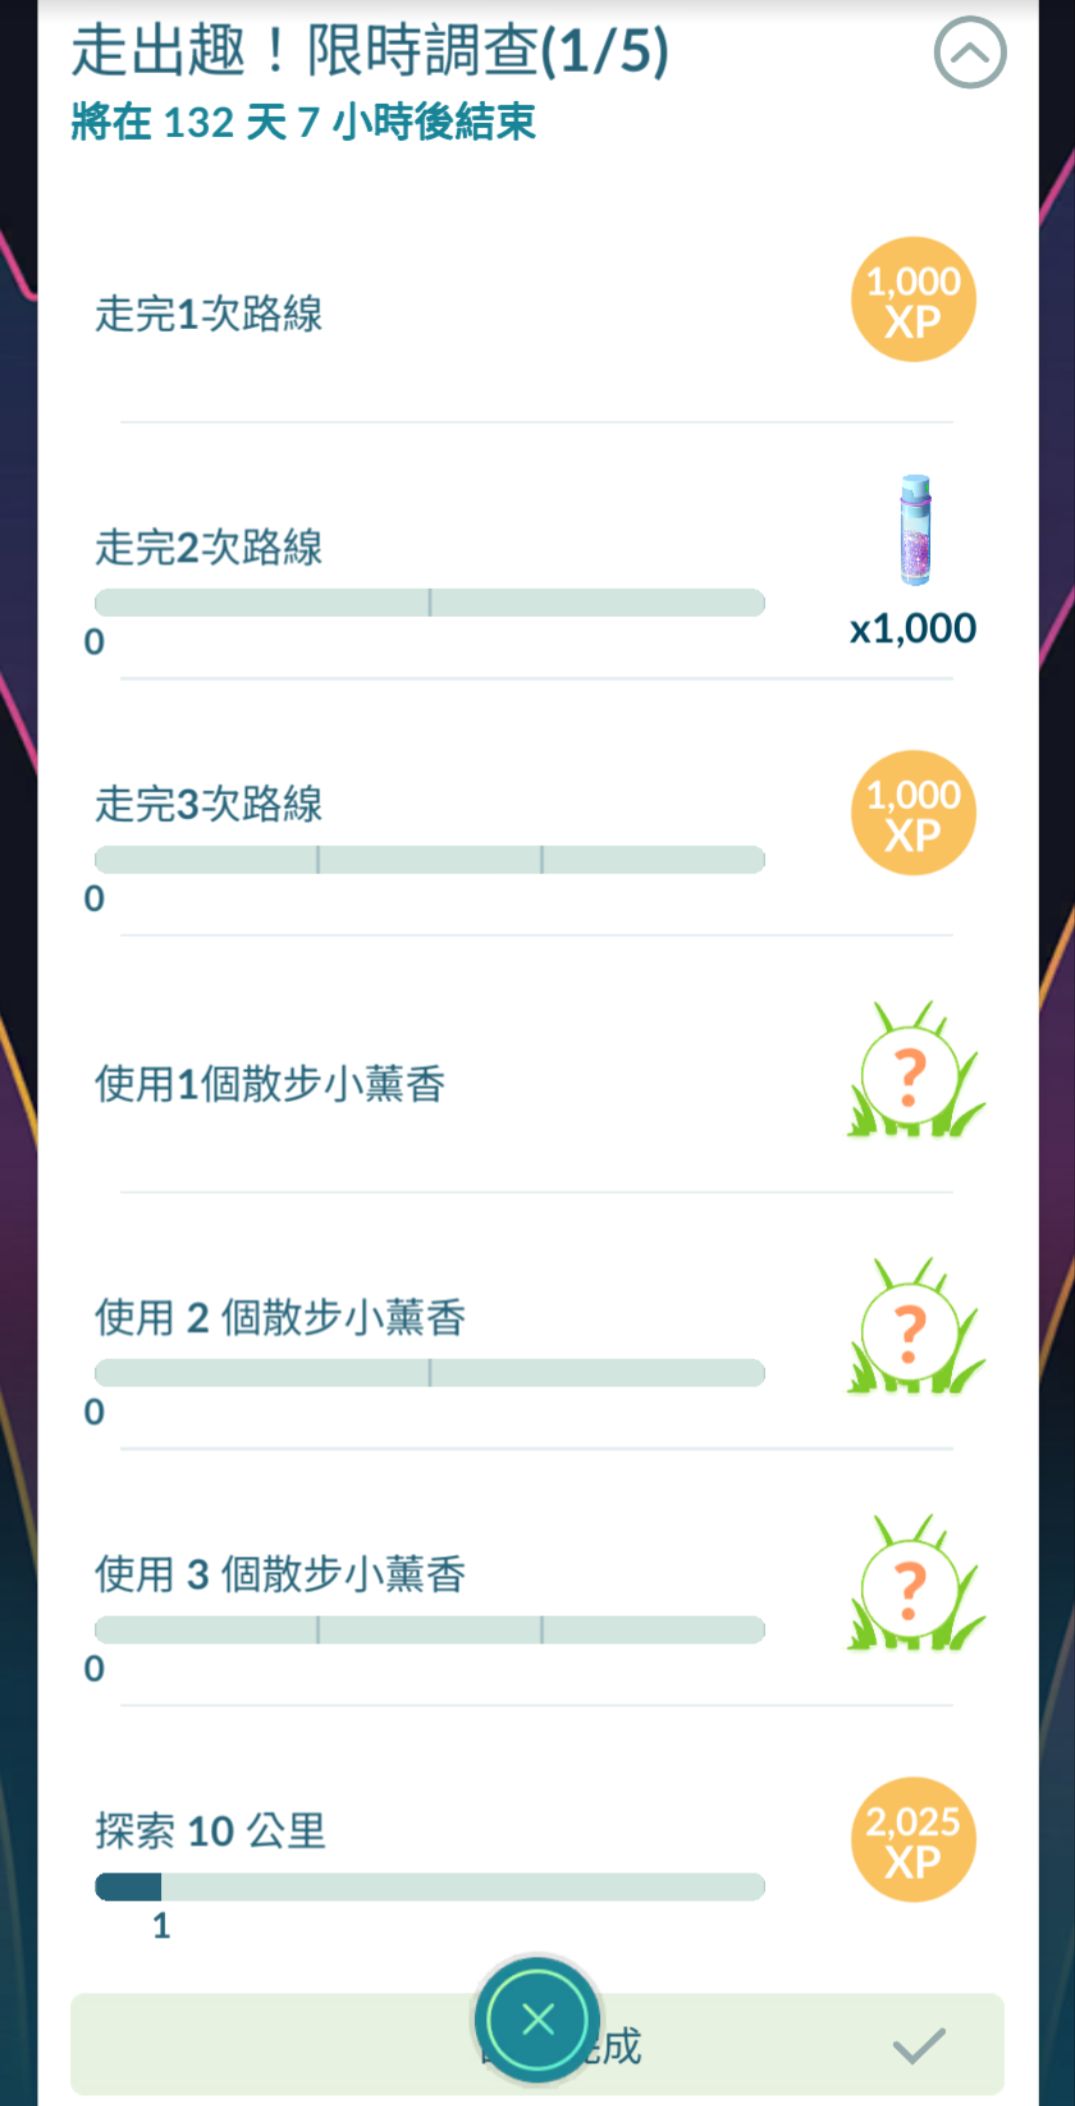 走出趣！限時調查(1/5)
將在 132 天 7 小時後結束
走完1次路線
1,000
XP
走完2次路線
0
x1,000
走完3次路線
1,000
XP
0
使用1個散步小薰香
?
使用 2 個散步小薰香
?
0
使用 3 個散步小薰香
?
0
探索 10 公里
2,025
XP
1
成